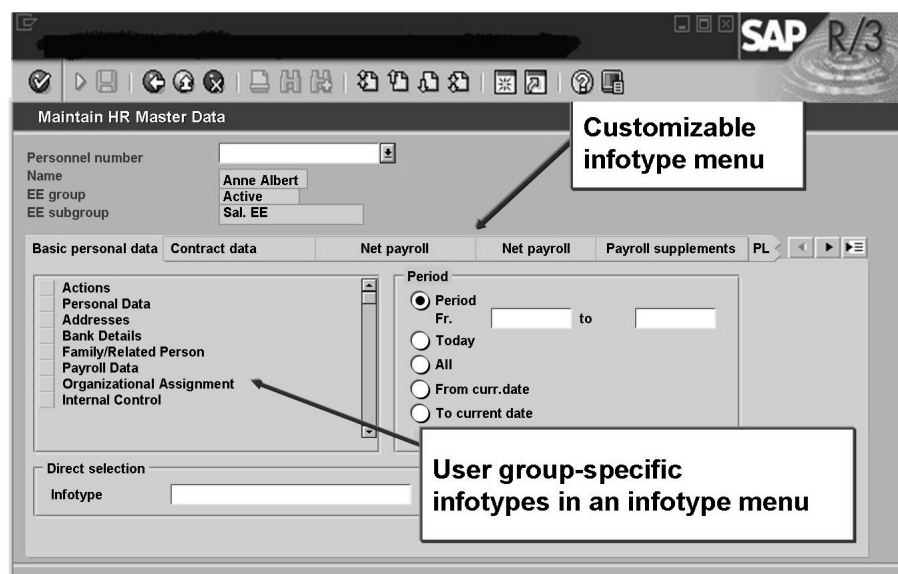 SAP R/3
Maintain HR Master Data
Customizable
infotype menu
Personnel number
Name Anne Albert
EE group Active
EE subgroup Sal. EE
Basic personal data Contract data Net payroll Net payroll Payroll supplements PL
Actions
Personal Data
Addresses
Bank Details
Family/Related Person
Payroll Data
Organizational Assignment
Internal Control
Period
Period
Fr. to
Today
All
From curr.date
To current date
User group-specific
infotypes in an infotype menu
Direct selection
Infotype